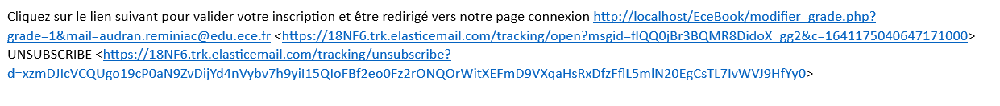 Cliquez sur le lien suivant pour valider votre inscription et être redirigé vers notre page connexion http://localhost/EceBook/modifier_grade.php?
grade=1&mail=audran.reminiac@edu.ece.fr <https://18NF6.trk.elasticemail.com/tracking/open?msgid=flQQ0jBr3BQMR8DidoX_gg2&c=1641175040647171000>
UNSUBSCRIBE <https://18NF6.trk.elasticemail.com/tracking/unsubscribe?
d=xzmDJIcVCQUgo19cP0aN9ZvDijYd4nVybv7h9yiI15QIoFBf2eo0Fz2rONQOrWitXEFmD9VXqaHsRxDfzFflL5mlN20EgCsTL7IvWVJ9HfYy0>